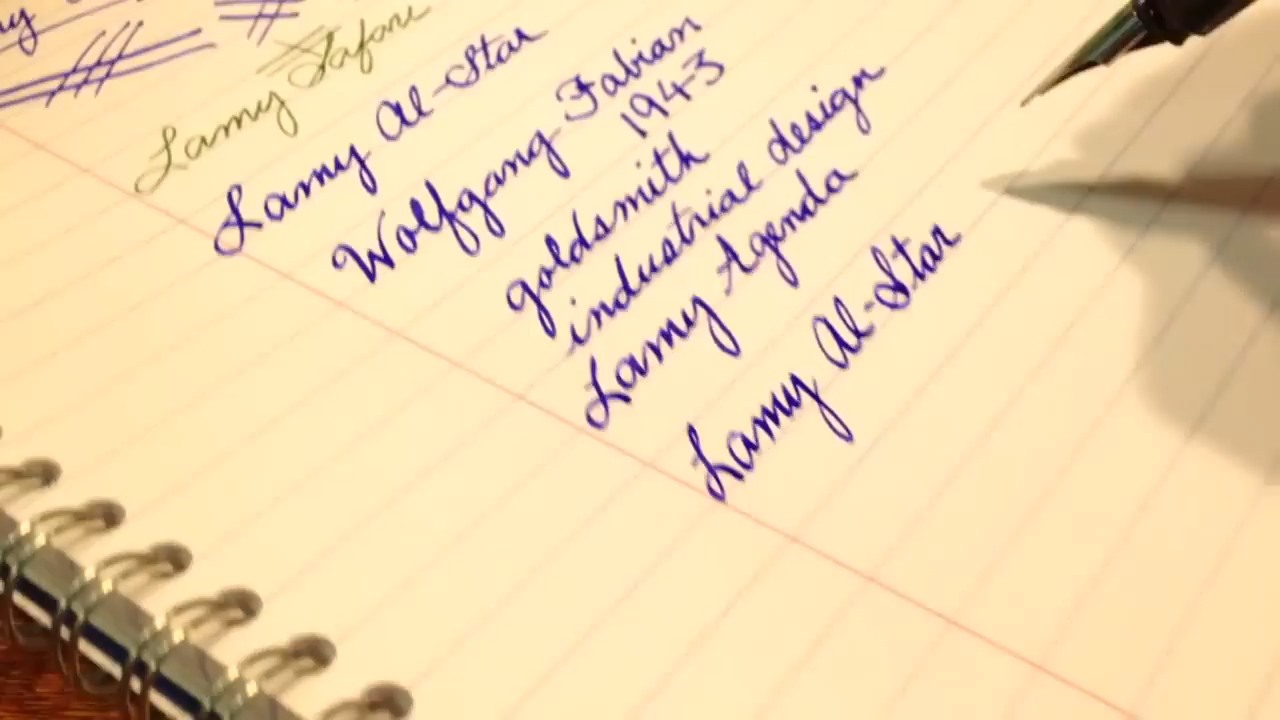 Lamy Safari
Lamy Al-Star
Wolfgang Fabian
1943
goldsmith
industrial design
Lamy Agenda
Lamy Al-Star